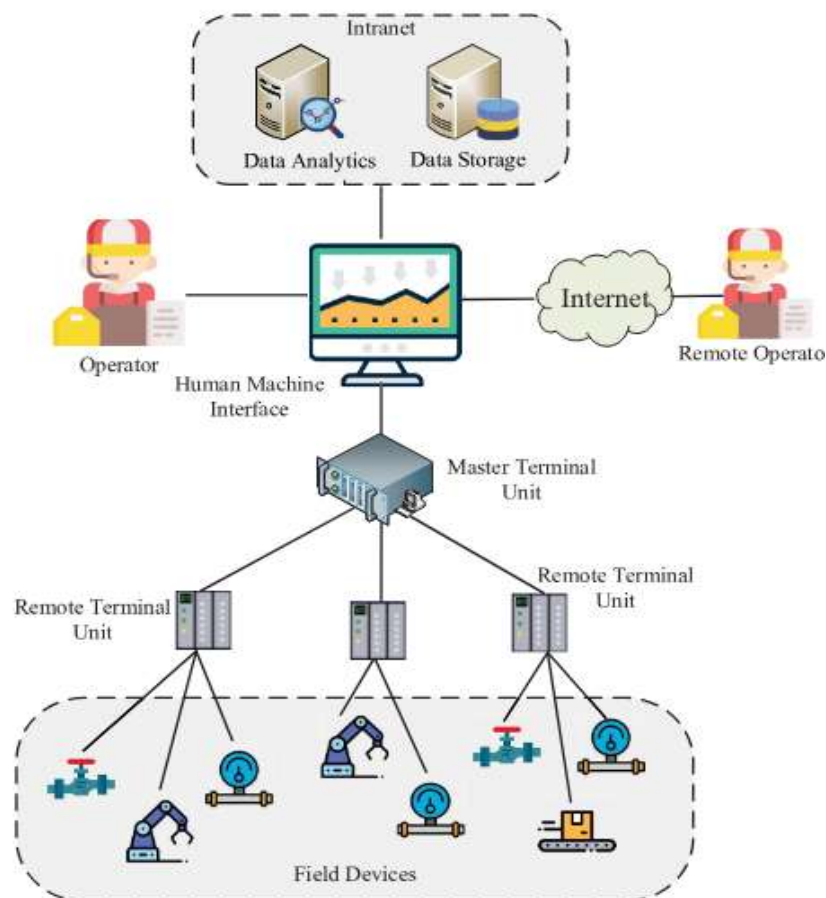 Intranet
Data Analytics
Data Storage
Operator
Internet
Remote Operato
Human Machine
Interface
Master Terminal
Unit
Remote Terminal
Unit
Remote Terminal
Unit
Field Devices